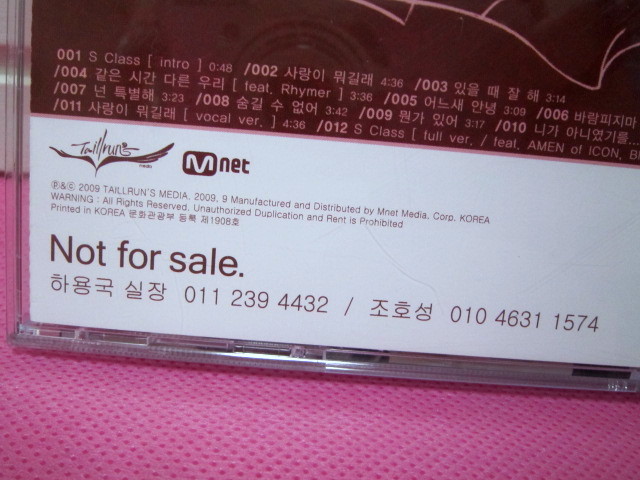 001 S Class [ intro ] 0:48 /002 사랑이 뭐길래 4:36 /003 있을 때 잘 해 3:14
/004 같은 시간 다른 우리 [ feat. Rhymer ] 3:36 /005 어느새 안녕 3:09 /006 바람피지마
/007 넌 특별해 3:23 /008 숨길 수 없어 3:42 /009 뭔가 있어 3:17 /010 니가 아니였기를...
/011 사랑이 뭐길래 [ vocal ver. ] 4:36 /012 S Class [ full ver. / feat. AMEN of ICON,
Taillruns media
Mnet
℗&© 2009 TAILLRUN'S MEDIA, 2009. 9 Manufactured and Distributed by Mnet Media, Corp. KOREA
WARNING : All Rights Reserved, Unauthorized Duplication and Rent is Prohibited
Printed in KOREA 문화관광부 등록 제1908호
Not for sale.
하용국 실장 011 239 4432 / 조호성 010 4631 1574